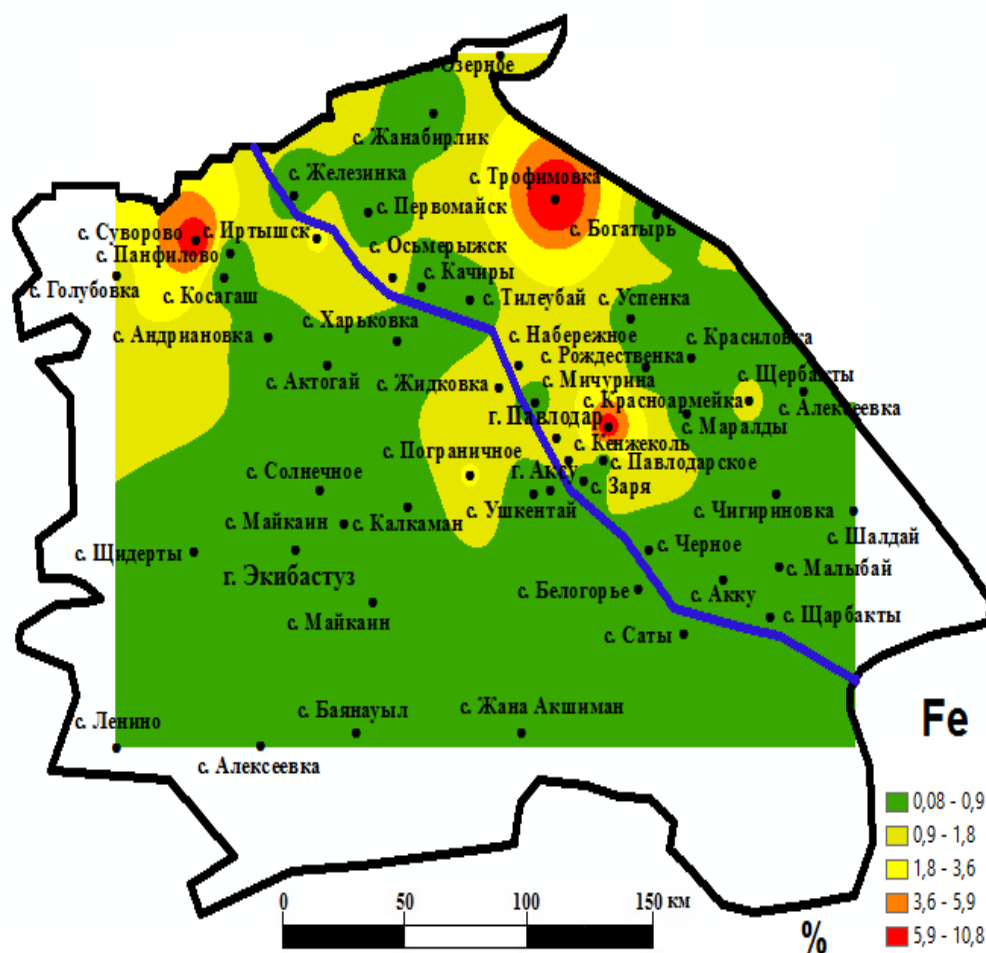 Озерное
с. Жанабирлик
с. Железинка
с. Трофимовка
с. Первомайск
с. Суворово
с. Иртышск
с. Богатырь
с. Панфилово
с. Осьмерыжск
с. Качиры
с. Голубовка
с. Косагаш
с. Тилеубай
с. Успенка
с. Харьковка
с. Андриановка
с. Набережное
с. Красиловка
с. Рождественка
с. Актогай
с. Жидковка
с. Мичурина
с. Щербакты
с. Красноармейка
с. Алексеевка
г. Павлодар
с. Маралды
с. Кенжеколь
с. Пограничное
с. Павлодарское
с. Солнечное
г. Аксу
с. Заря
с. Ушкентай
с. Чигириновка
с. Майкаин
с. Калкаман
с. Шалдай
с. Щидерты
с. Черное
г. Экибастуз
с. Малыбай
с. Белогорье
с. Акку
с. Майкаин
с. Щарбакты
с. Саты
с. Ленино
с. Баянауыл
с. Жана Акшиман
с. Алексеевка
Fe
0,08 - 0,9
0,9 - 1,8
1,8 - 3,6
3,6 - 5,9
5,9 - 10,8
%
0 50 100 150 км